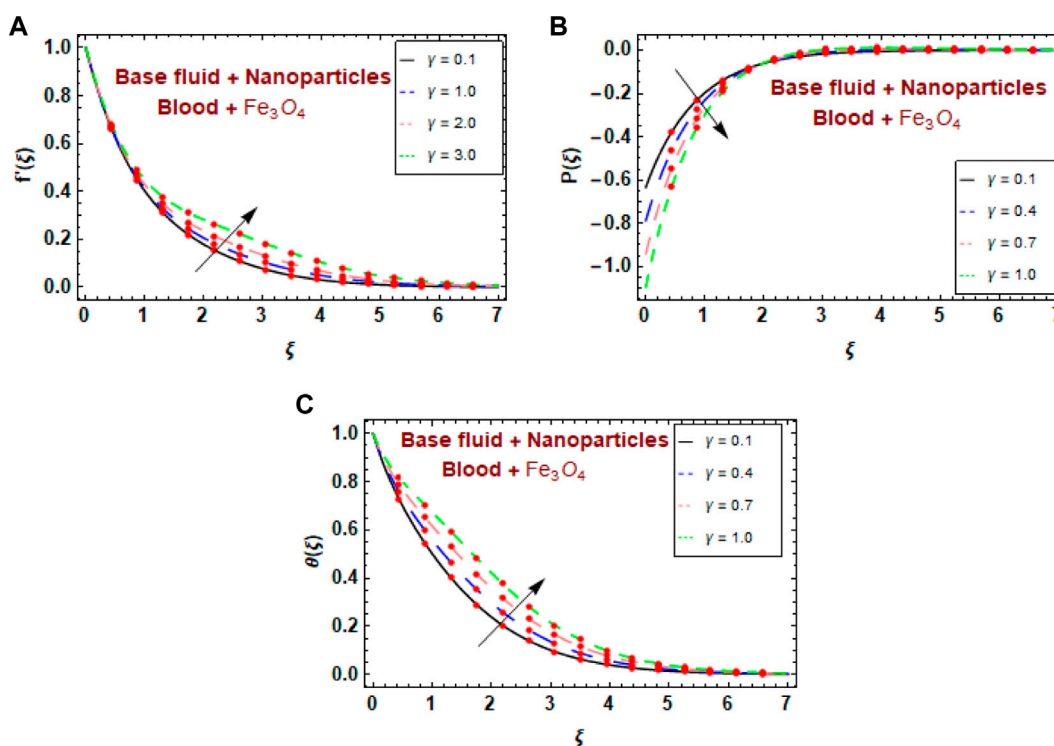 A
1.0
0.8
0.6
0.4
0.2
0.0
f'(ξ)
Base fluid + Nanoparticles
Blood + Fe₃O₄
γ = 0.1
γ = 1.0
γ = 2.0
γ = 3.0
0 1 2 3 4 5 6 7
ξ
B
0.0
−0.2
−0.4
−0.6
−0.8
−1.0
P(ξ)
Base fluid + Nanoparticles
Blood + Fe₃O₄
γ = 0.1
γ = 0.4
γ = 0.7
γ = 1.0
0 1 2 3 4 5 6 7
ξ
C
1.0
0.8
0.6
0.4
0.2
0.0
θ(ξ)
Base fluid + Nanoparticles
Blood + Fe₃O₄
γ = 0.1
γ = 0.4
γ = 0.7
γ = 1.0
0 1 2 3 4 5 6 7
ξ